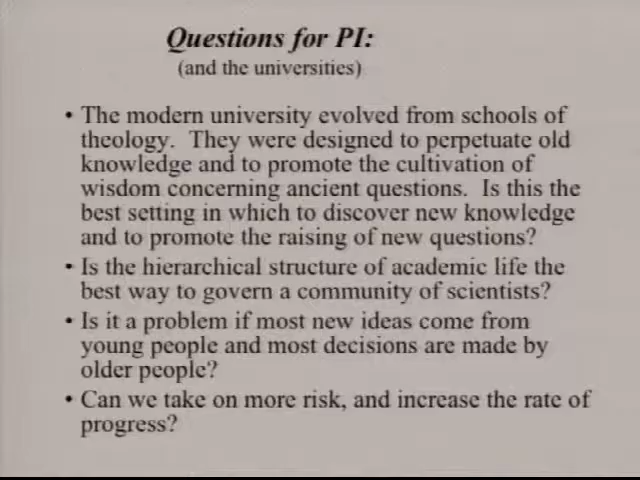 Questions for PI:
(and the universities)
• The modern university evolved from schools of
theology. They were designed to perpetuate old
knowledge and to promote the cultivation of
wisdom concerning ancient questions. Is this the
best setting in which to discover new knowledge
and to promote the raising of new questions?
• Is the hierarchical structure of academic life the
best way to govern a community of scientists?
• Is it a problem if most new ideas come from
young people and most decisions are made by
older people?
• Can we take on more risk, and increase the rate of
progress?